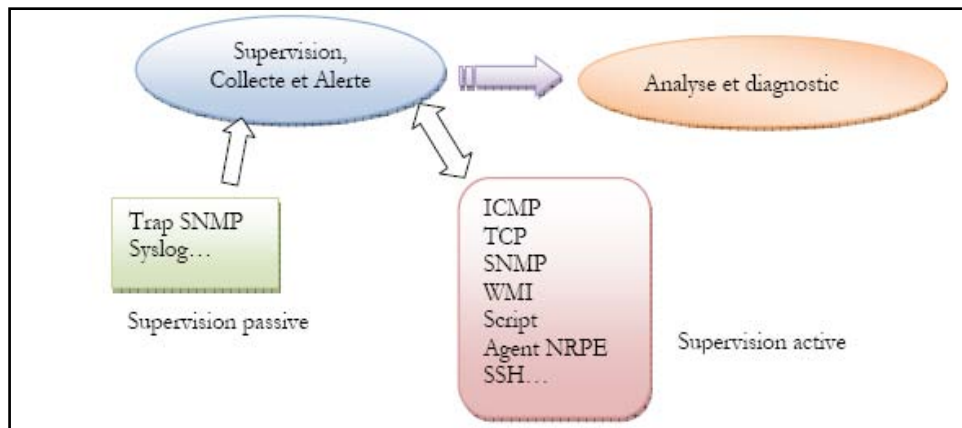 Supervision,
Collecte et Alerte
Analyse et diagnostic
Trap SNMP
Syslog…
Supervision passive
ICMP
TCP
SNMP
WMI
Script
Agent NRPE
SSH…
Supervision active